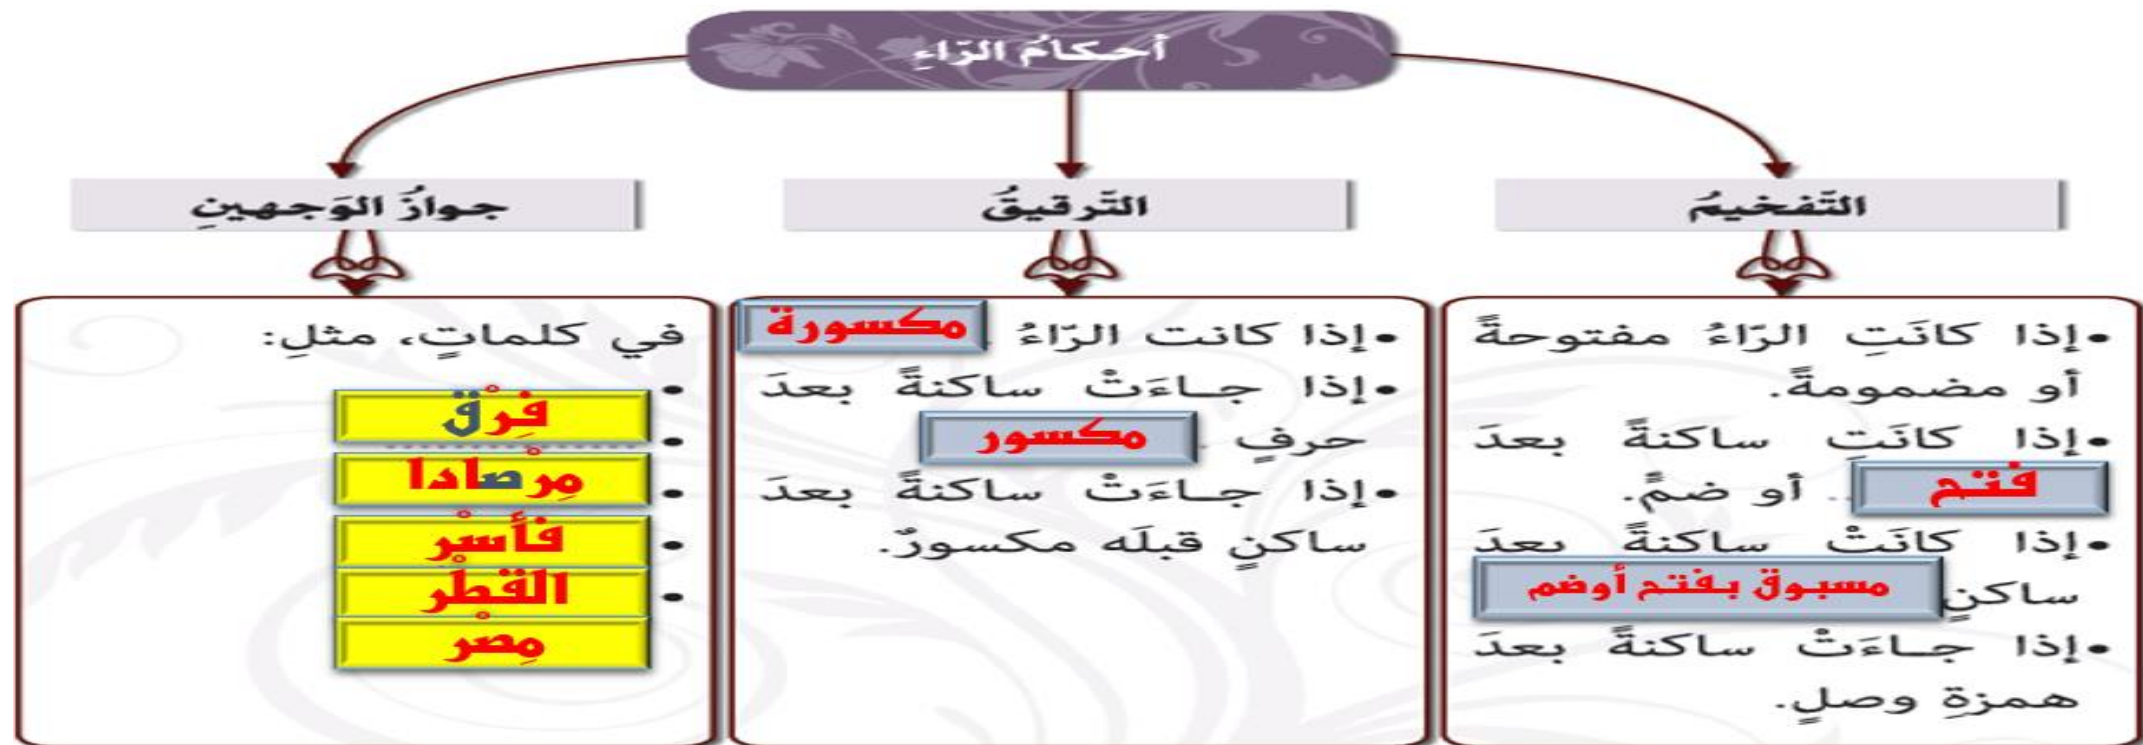 أحكامُ الرّاءِ
التَّفخيمُ
• إذا كانَتِ الرّاءُ مفتوحةً
أو مضمومةً.
• إذا كانَتِ ساكنةً بعدَ
فتح .. أو ضمٍّ.
• إذا كانَتْ ساكنةً بعدَ
ساكنٍ مسبوق بفتح أوضم
• إذا جاءَتْ ساكنةً بعدَ
همزةِ وصلٍ.
التَّرقيقُ
• إذا كانت الرّاءُ مكسورة
• إذا جاءَتْ ساكنةً بعدَ
حرفٍ مكسور
• إذا جاءَتْ ساكنةً بعدَ
ساكنٍ قبلَه مكسورٌ.
جوازُ الوَجهينِ
في كلماتٍ، مثلِ:
• فِرْق
• مِرْصادا
• فأسْرِ
• القطْر
مِصْر